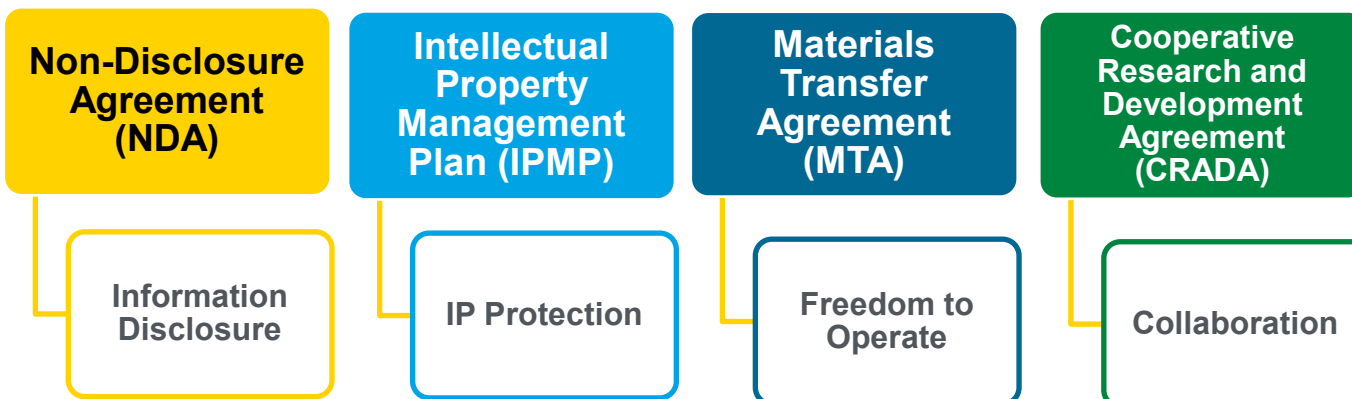 Non-Disclosure
Agreement
(NDA)
Intellectual
Property
Management
Plan (IPMP)
Materials
Transfer
Agreement
(MTA)
Cooperative
Research and
Development
Agreement
(CRADA)
Information
Disclosure
IP Protection
Freedom to
Operate
Collaboration